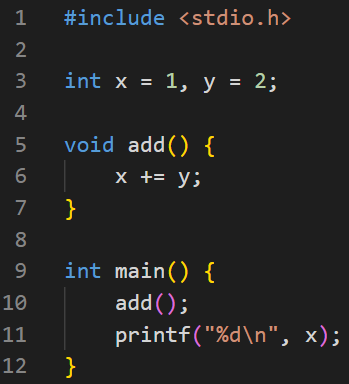 1 #include <stdio.h>
2
3 int x = 1, y = 2;
4
5 void add() {
6     x += y;
7 }
8
9 int main() {
10     add();
11     printf("%d\n", x);
12 }